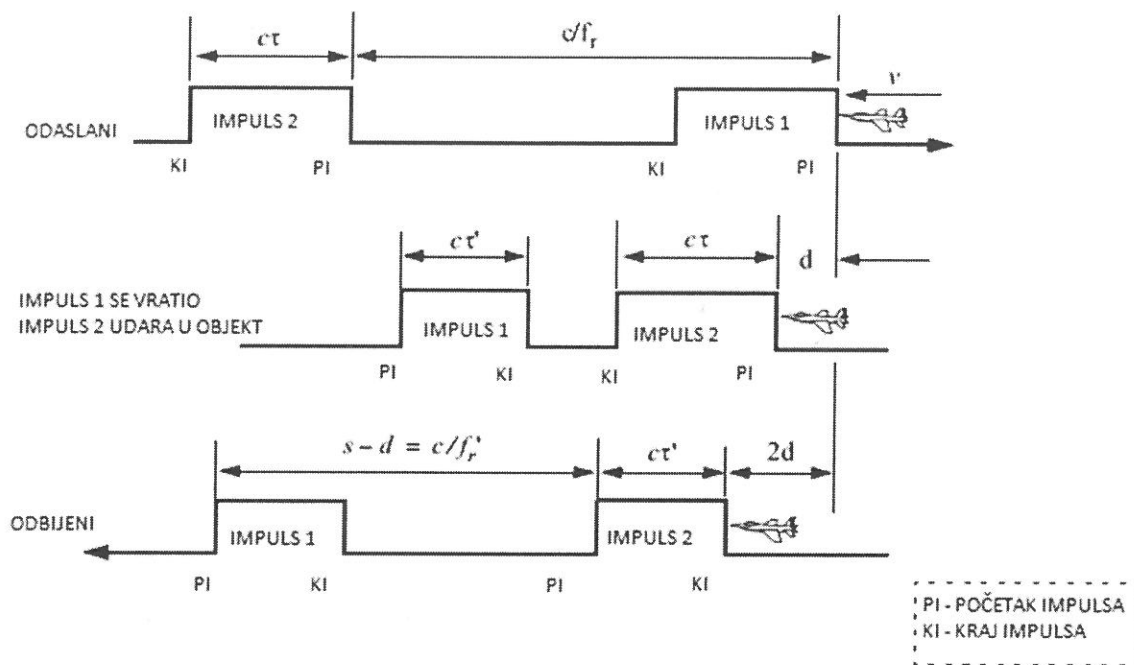 cτ
c/fr
v
ODASLANI
IMPULS 2
IMPULS 1
KI
PI
KI
PI
cτ'
cτ
d
IMPULS 1 SE VRATIO
IMPULS 2 UDARA U OBJEKT
IMPULS 1
IMPULS 2
PI
KI
KI
PI
s – d = c/fr'
cτ'
2d
ODBIJENI
IMPULS 1
IMPULS 2
PI
KI
PI
KI
PI - POČETAK IMPULSA
KI - KRAJ IMPULSA